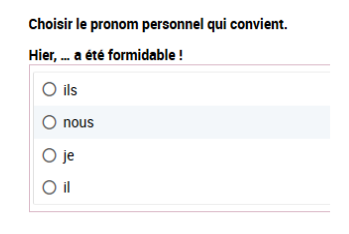 Choisir le pronom personnel qui convient.
Hier, ... a été formidable !
ils
nous
je
il